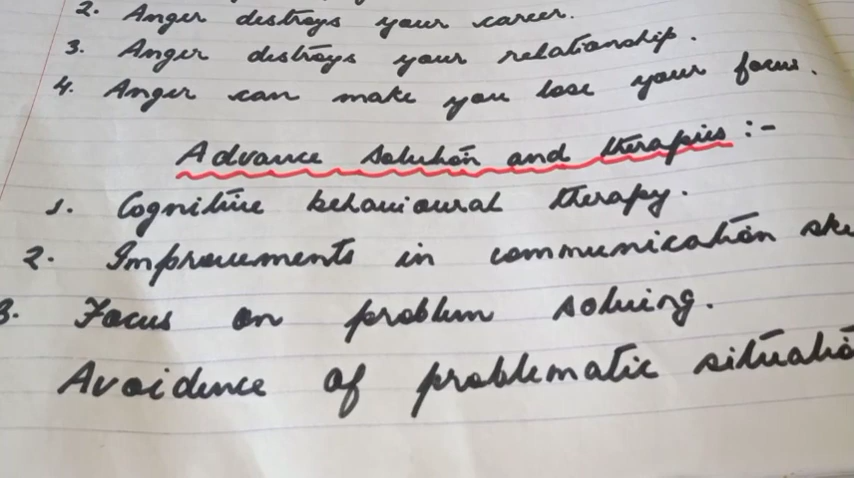 2. Anger destroys your career.
3. Anger destroys your relationship.
4. Anger can make you lose your focus.
Advance solution and therapies :-
1. Cognitive behavioural therapy.
2. Improvements in communication
3. Focus on problem solving.
Avoidence of problematic